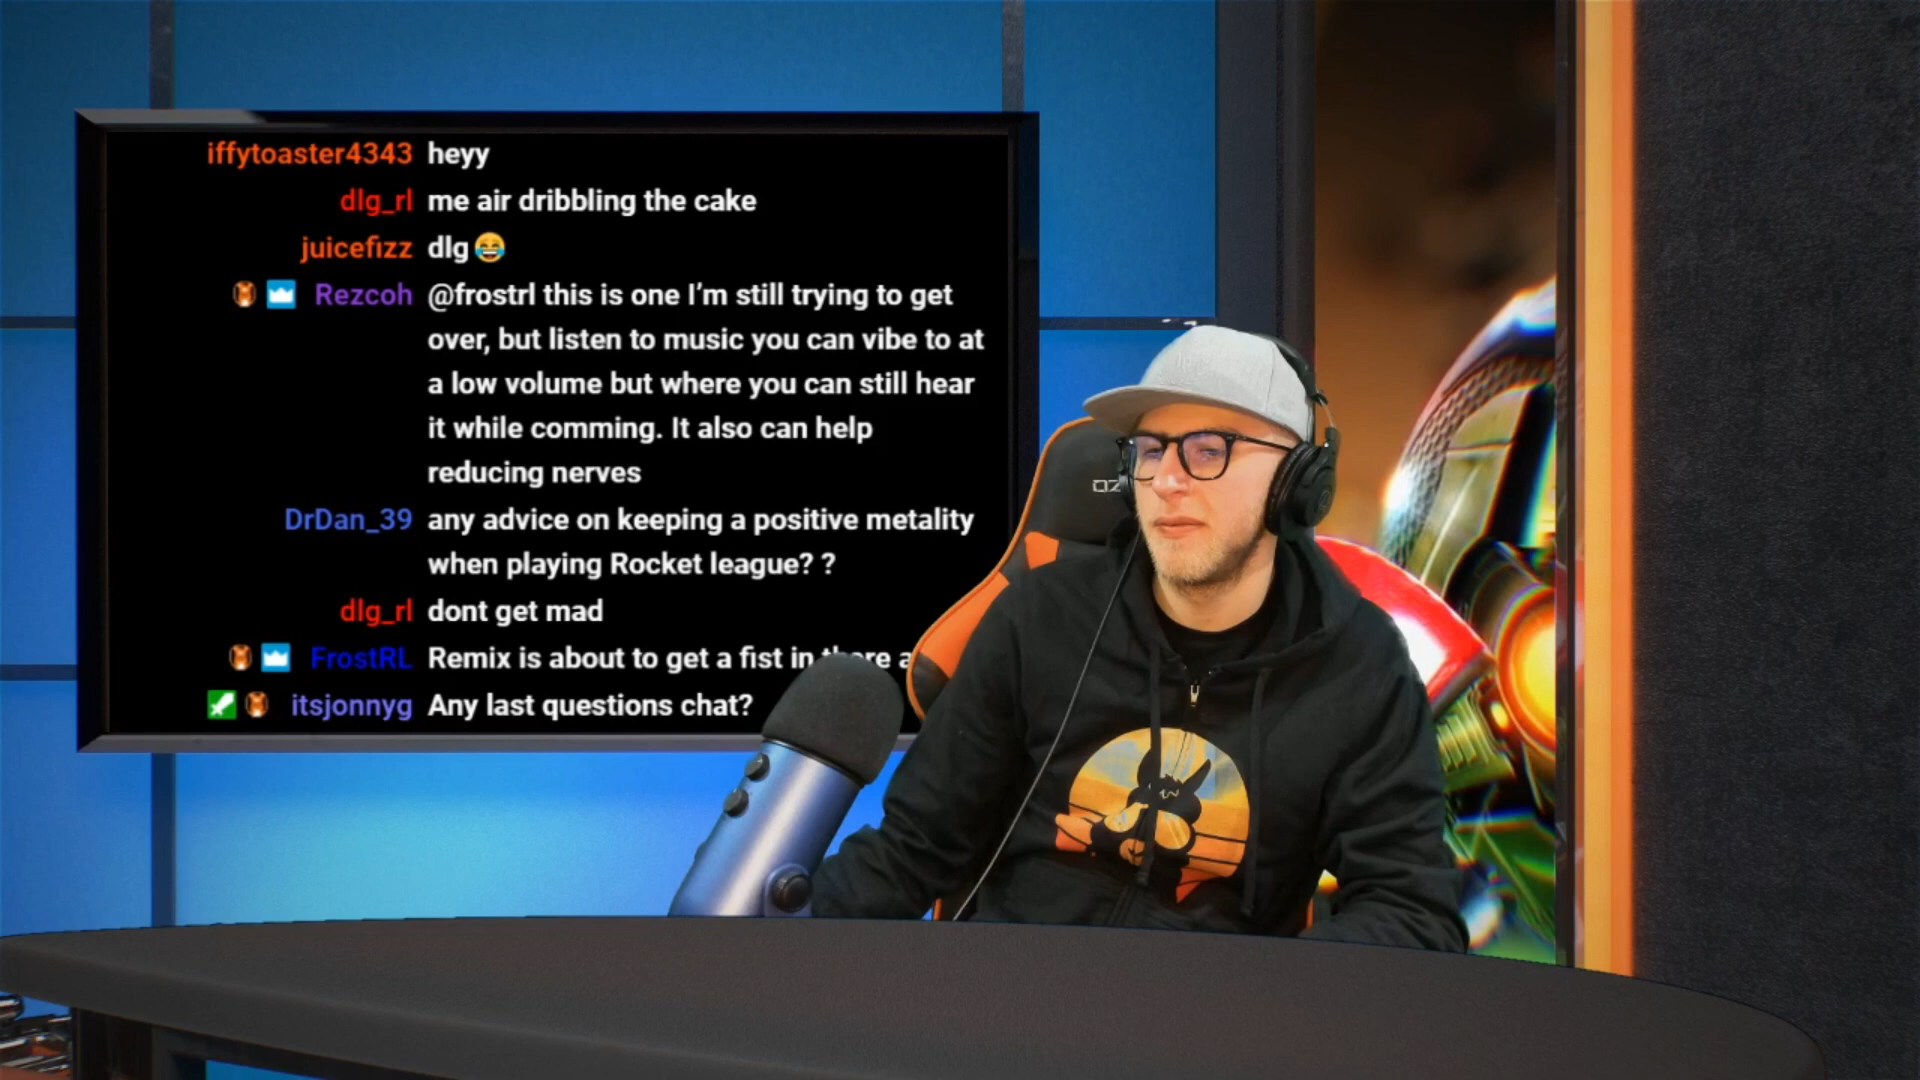 iffytoaster4343 heyy
dlg_rl me air dribbling the cake
juicefizz dlg😂
Rezcoh @frostrl this is one I’m still trying to get
over, but listen to music you can vibe to at
a low volume but where you can still hear
it while comming. It also can help
reducing nerves
DrDan_39 any advice on keeping a positive metality
when playing Rocket league? ?
dlg_rl dont get mad
FrostRL Remix is about to get a fist in there
itsjonnyg Any last questions chat?